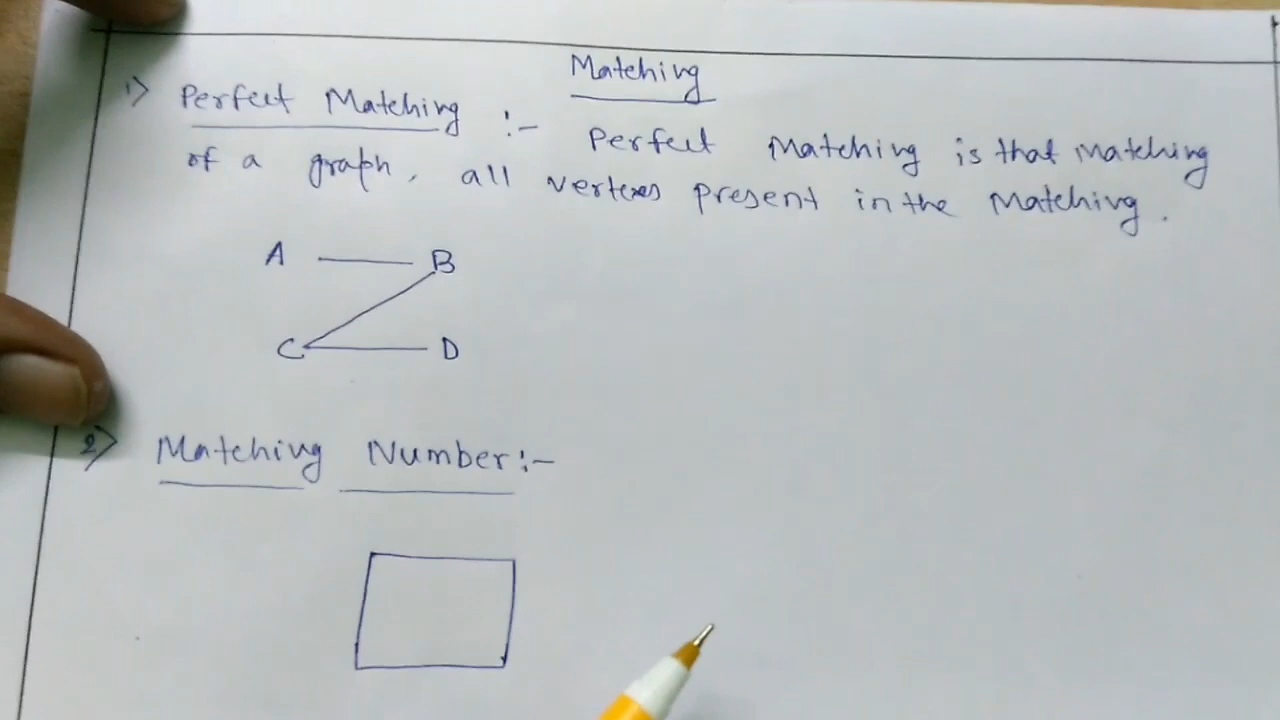 Matching
1) Perfect Matching :- Perfect Matching is that Matching
of a graph, all vertexes present in the Matching.
A B
C D
2) Matching Number:-